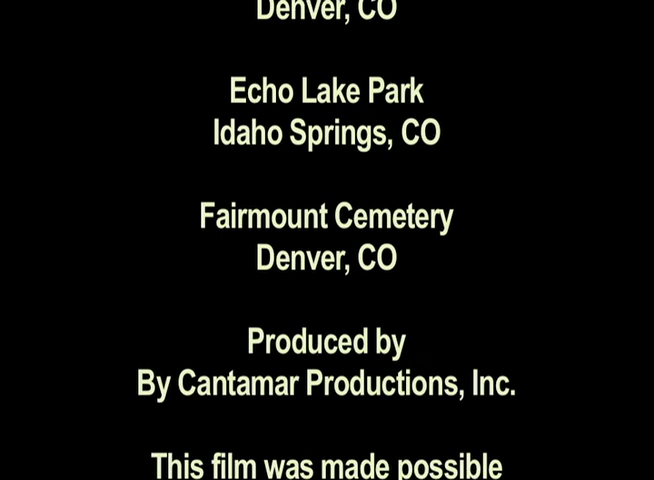 Denver, CO
Echo Lake Park
Idaho Springs, CO
Fairmount Cemetery
Denver, CO
Produced by
By Cantamar Productions, Inc.
This film was made possible